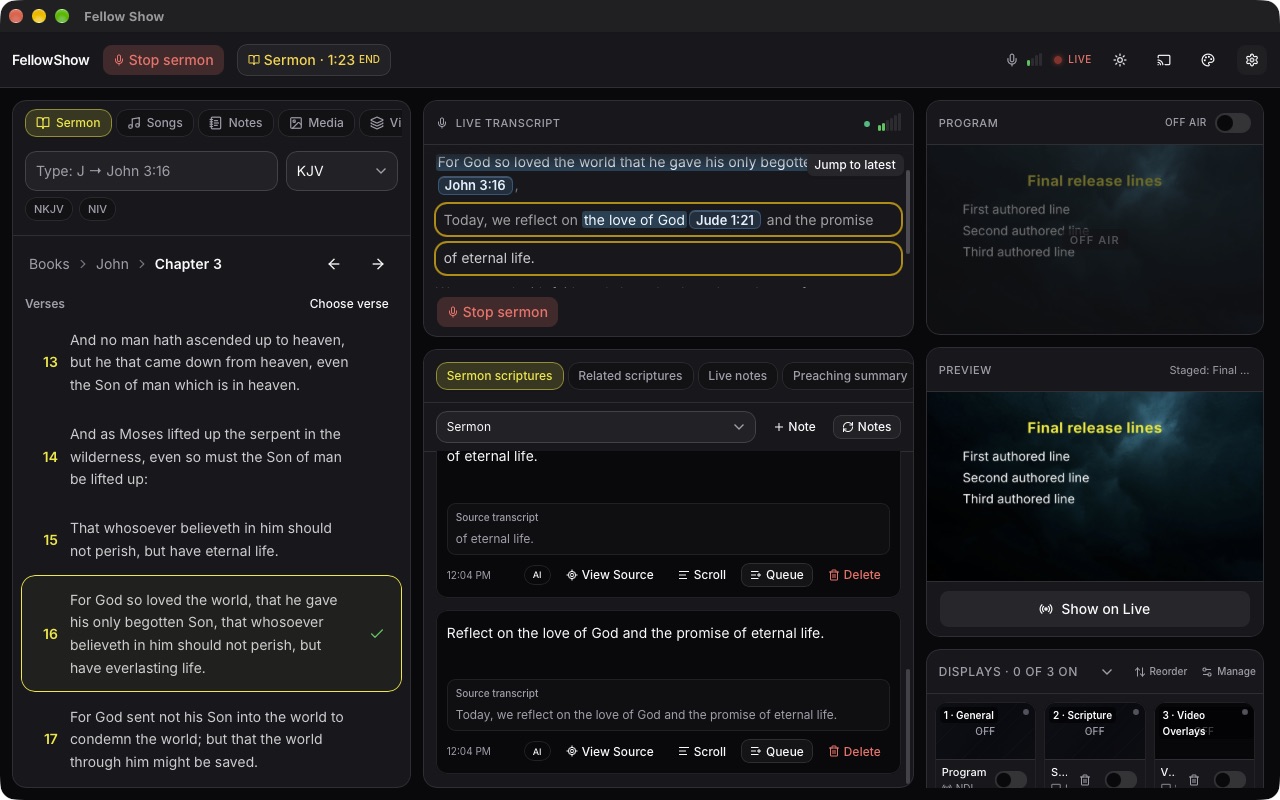 Fellow Show
FellowShow
Stop sermon
Sermon · 1:23 END
LIVE
Sermon
Songs
Notes
Media
Vi
Type: J → John 3:16
KJV
NKJV
NIV
Books > John > Chapter 3
Verses
Choose verse
13
And no man hath ascended up to heaven,
but he that came down from heaven, even
the Son of man which is in heaven.
14
And as Moses lifted up the serpent in the
wilderness, even so must the Son of man
be lifted up:
15
That whosoever believeth in him should
not perish, but have eternal life.
16
For God so loved the world, that he gave
his only begotten Son, that whosoever
believeth in him should not perish, but
have everlasting life.
17
For God sent not his Son into the world to
condemn the world; but that the world
through him might be saved.
LIVE TRANSCRIPT
For God so loved the world that he gave his only begotte
Jump to latest
John 3:16 ,
Today, we reflect on the love of God Jude 1:21 and the promise
of eternal life.
Stop sermon
Sermon scriptures
Related scriptures
Live notes
Preaching summary
Sermon
+ Note
Notes
of eternal life.
Source transcript
of eternal life.
12:04 PM
AI
View Source
Scroll
Queue
Delete
Reflect on the love of God and the promise of eternal life.
Source transcript
Today, we reflect on the love of God and the promise of eternal life.
12:04 PM
AI
View Source
Scroll
Queue
Delete
PROGRAM
OFF AIR
Final release lines
First authored line
Second authored line
OFF AIR
Third authored line
PREVIEW
Staged: Final ...
Final release lines
First authored line
Second authored line
Third authored line
Show on Live
DISPLAYS · 0 OF 3 ON
Reorder
Manage
1 · General
OFF
2 · Scripture
OFF
3 · Video
Overlays
Program
S...
V..